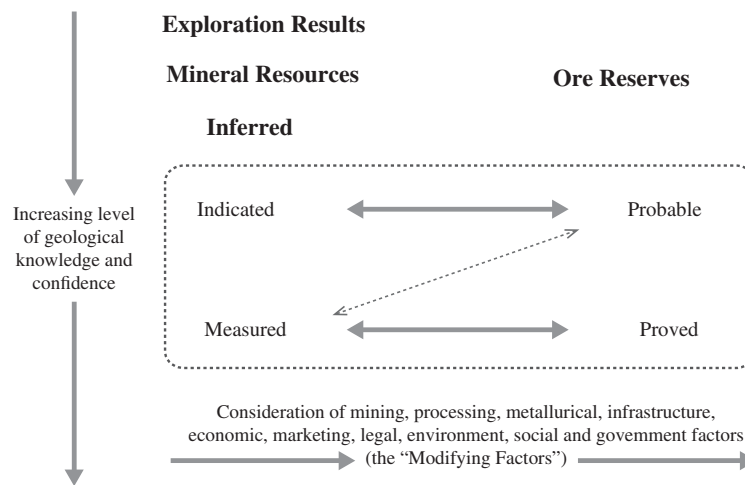 Exploration Results
Mineral Resources
Ore Reserves
Inferred
Indicated
Probable
Increasing level
of geological
knowledge and
confidence
Measured
Proved
Consideration of mining, processing, metallurical, infrastructure,
economic, marketing, legal, environment, social and govemment factors
(the “Modifying Factors”)